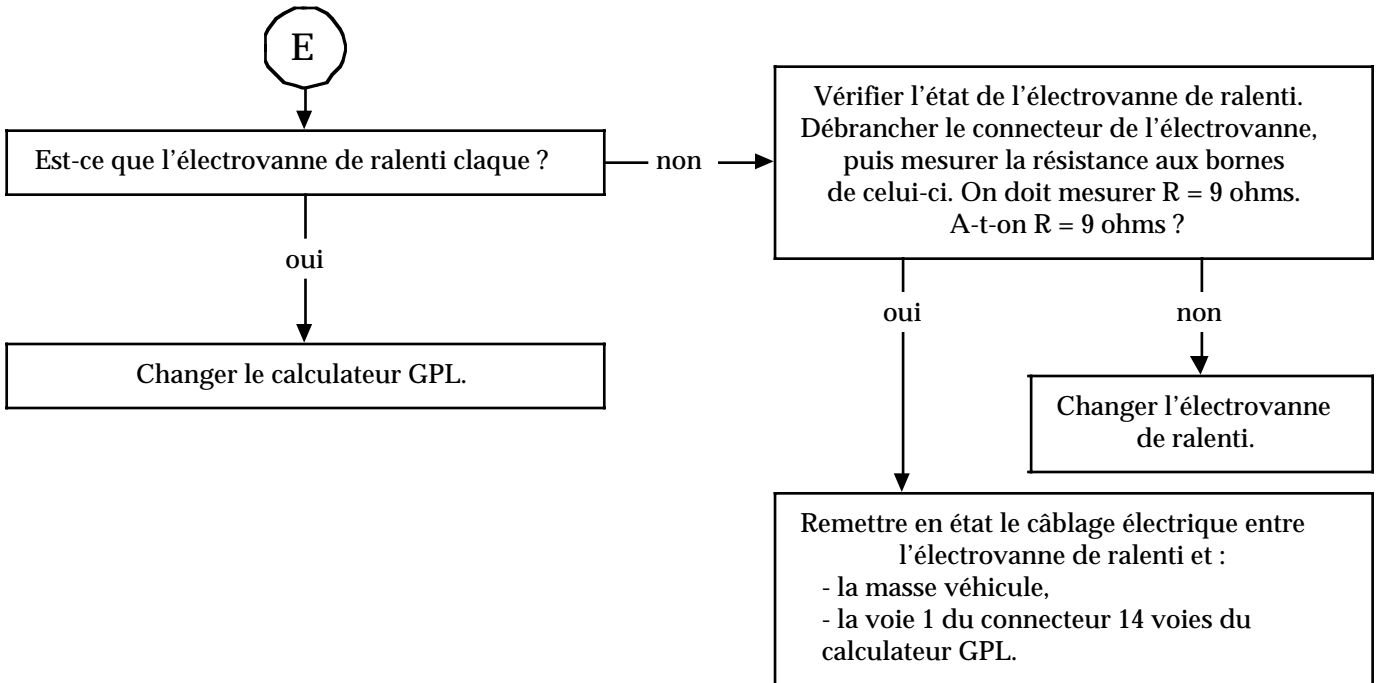 E
Est-ce que l'électrovanne de ralenti claque ?
non
Vérifier l'état de l'électrovanne de ralenti.
Débrancher le connecteur de l'électrovanne,
puis mesurer la résistance aux bornes
de celui-ci. On doit mesurer R = 9 ohms.
A-t-on R = 9 ohms ?
oui
Changer le calculateur GPL.
oui
non
Changer l'électrovanne
de ralenti.
Remettre en état le câblage électrique entre
l'électrovanne de ralenti et :
- la masse véhicule,
- la voie 1 du connecteur 14 voies du
calculateur GPL.